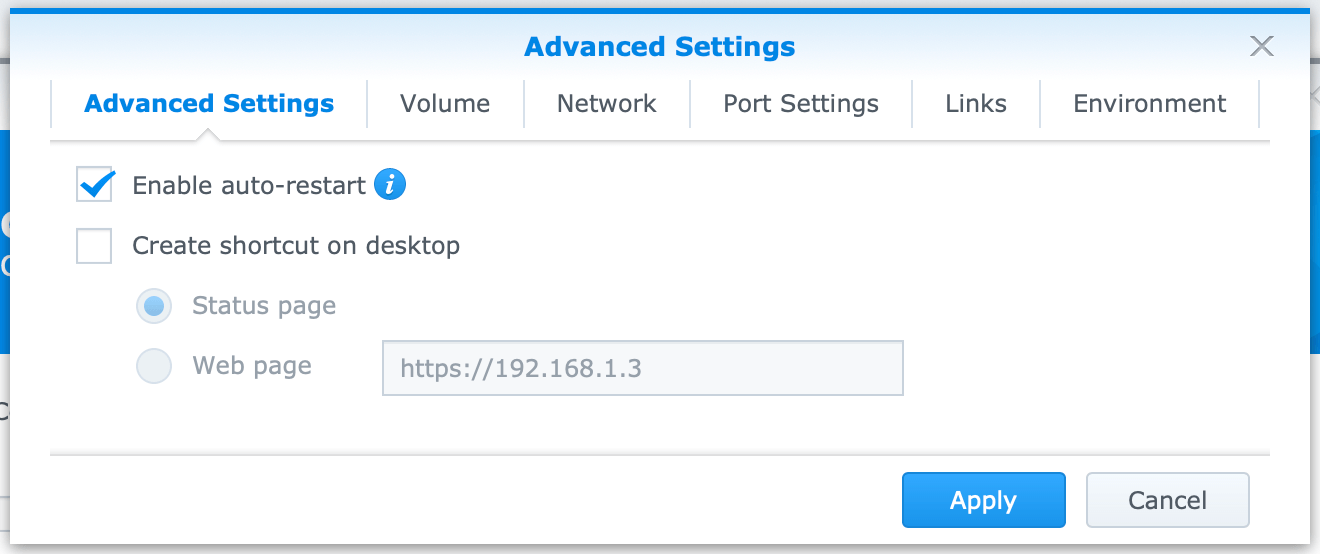 Advanced Settings
Advanced Settings Volume Network Port Settings Links Environment
Enable auto-restart i
Create shortcut on desktop
Status page
Web page https://192.168.1.3
Apply Cancel